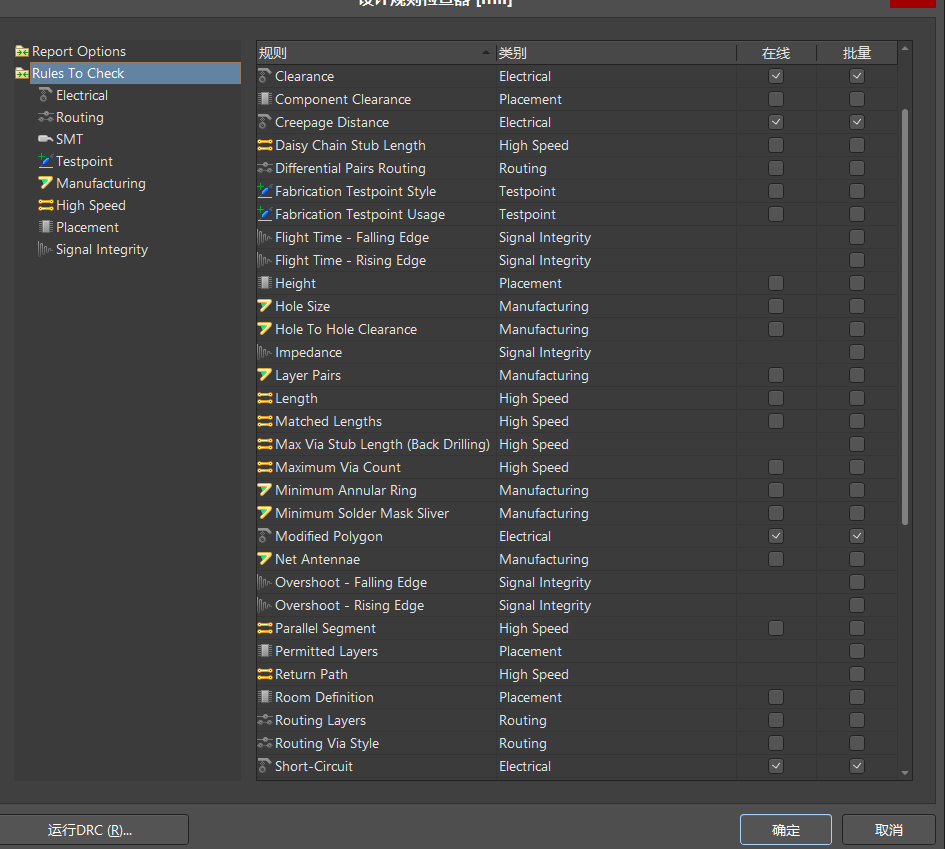 设计规则检查器 [mil]
Report Options
Rules To Check
Electrical
Routing
SMT
Testpoint
Manufacturing
High Speed
Placement
Signal Integrity
规则 类别 在线 批量
Clearance Electrical
Component Clearance Placement
Creepage Distance Electrical
Daisy Chain Stub Length High Speed
Differential Pairs Routing Routing
Fabrication Testpoint Style Testpoint
Fabrication Testpoint Usage Testpoint
Flight Time - Falling Edge Signal Integrity
Flight Time - Rising Edge Signal Integrity
Height Placement
Hole Size Manufacturing
Hole To Hole Clearance Manufacturing
Impedance Signal Integrity
Layer Pairs Manufacturing
Length High Speed
Matched Lengths High Speed
Max Via Stub Length (Back Drilling) High Speed
Maximum Via Count High Speed
Minimum Annular Ring Manufacturing
Minimum Solder Mask Sliver Manufacturing
Modified Polygon Electrical
Net Antennae Manufacturing
Overshoot - Falling Edge Signal Integrity
Overshoot - Rising Edge Signal Integrity
Parallel Segment High Speed
Permitted Layers Placement
Return Path High Speed
Room Definition Placement
Routing Layers Routing
Routing Via Style Routing
Short-Circuit Electrical
运行DRC (R)... 确定 取消